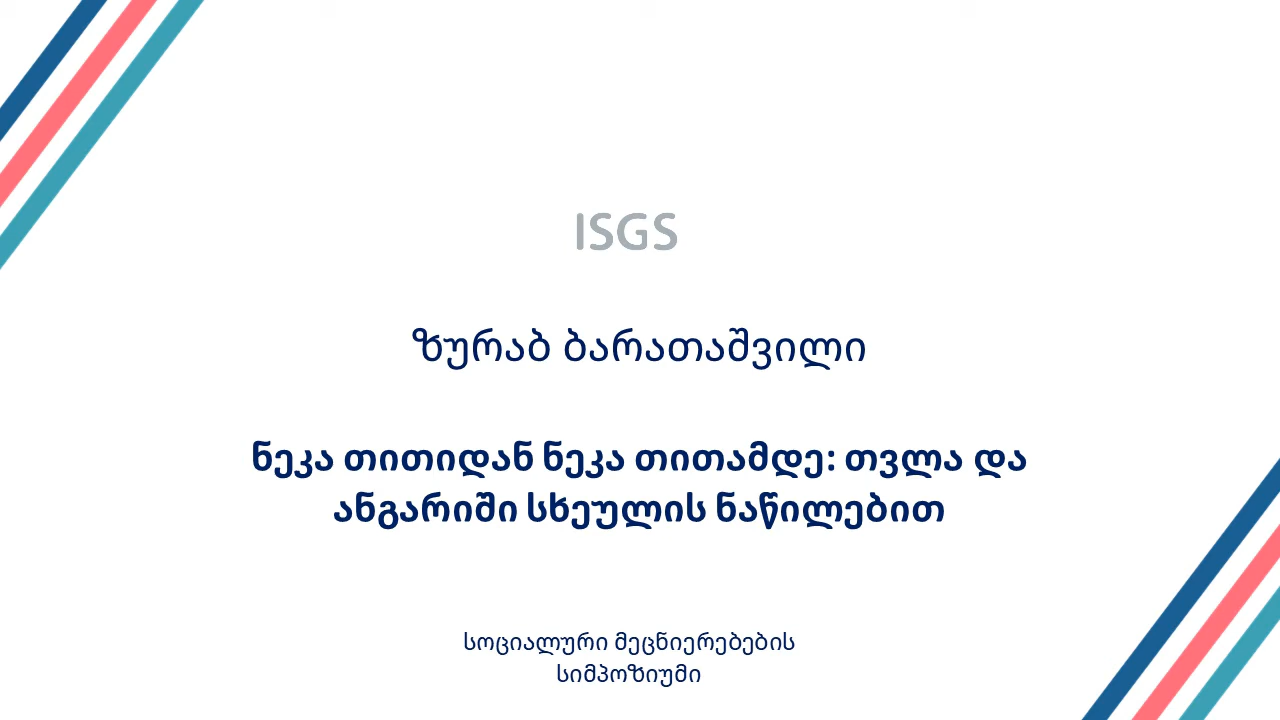 ISGS
ზურაბ ბარათაშვილი
ნეკა თითიდან ნეკა თითამდე: თვლა და
ანგარიში სხეულის ნაწილებით
სოციალური მეცნიერებების
სიმპოზიუმი